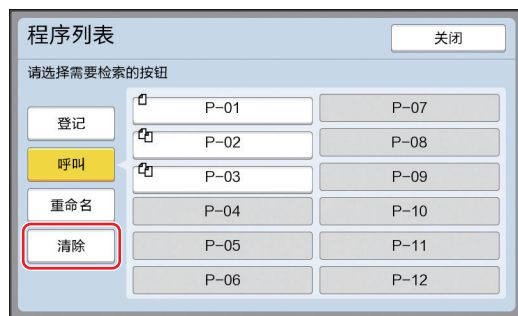 程序列表
关闭
请选择需要检索的按钮
登记
呼叫
重命名
清除
P-01
P-02
P-03
P-04
P-05
P-06
P-07
P-08
P-09
P-10
P-11
P-12